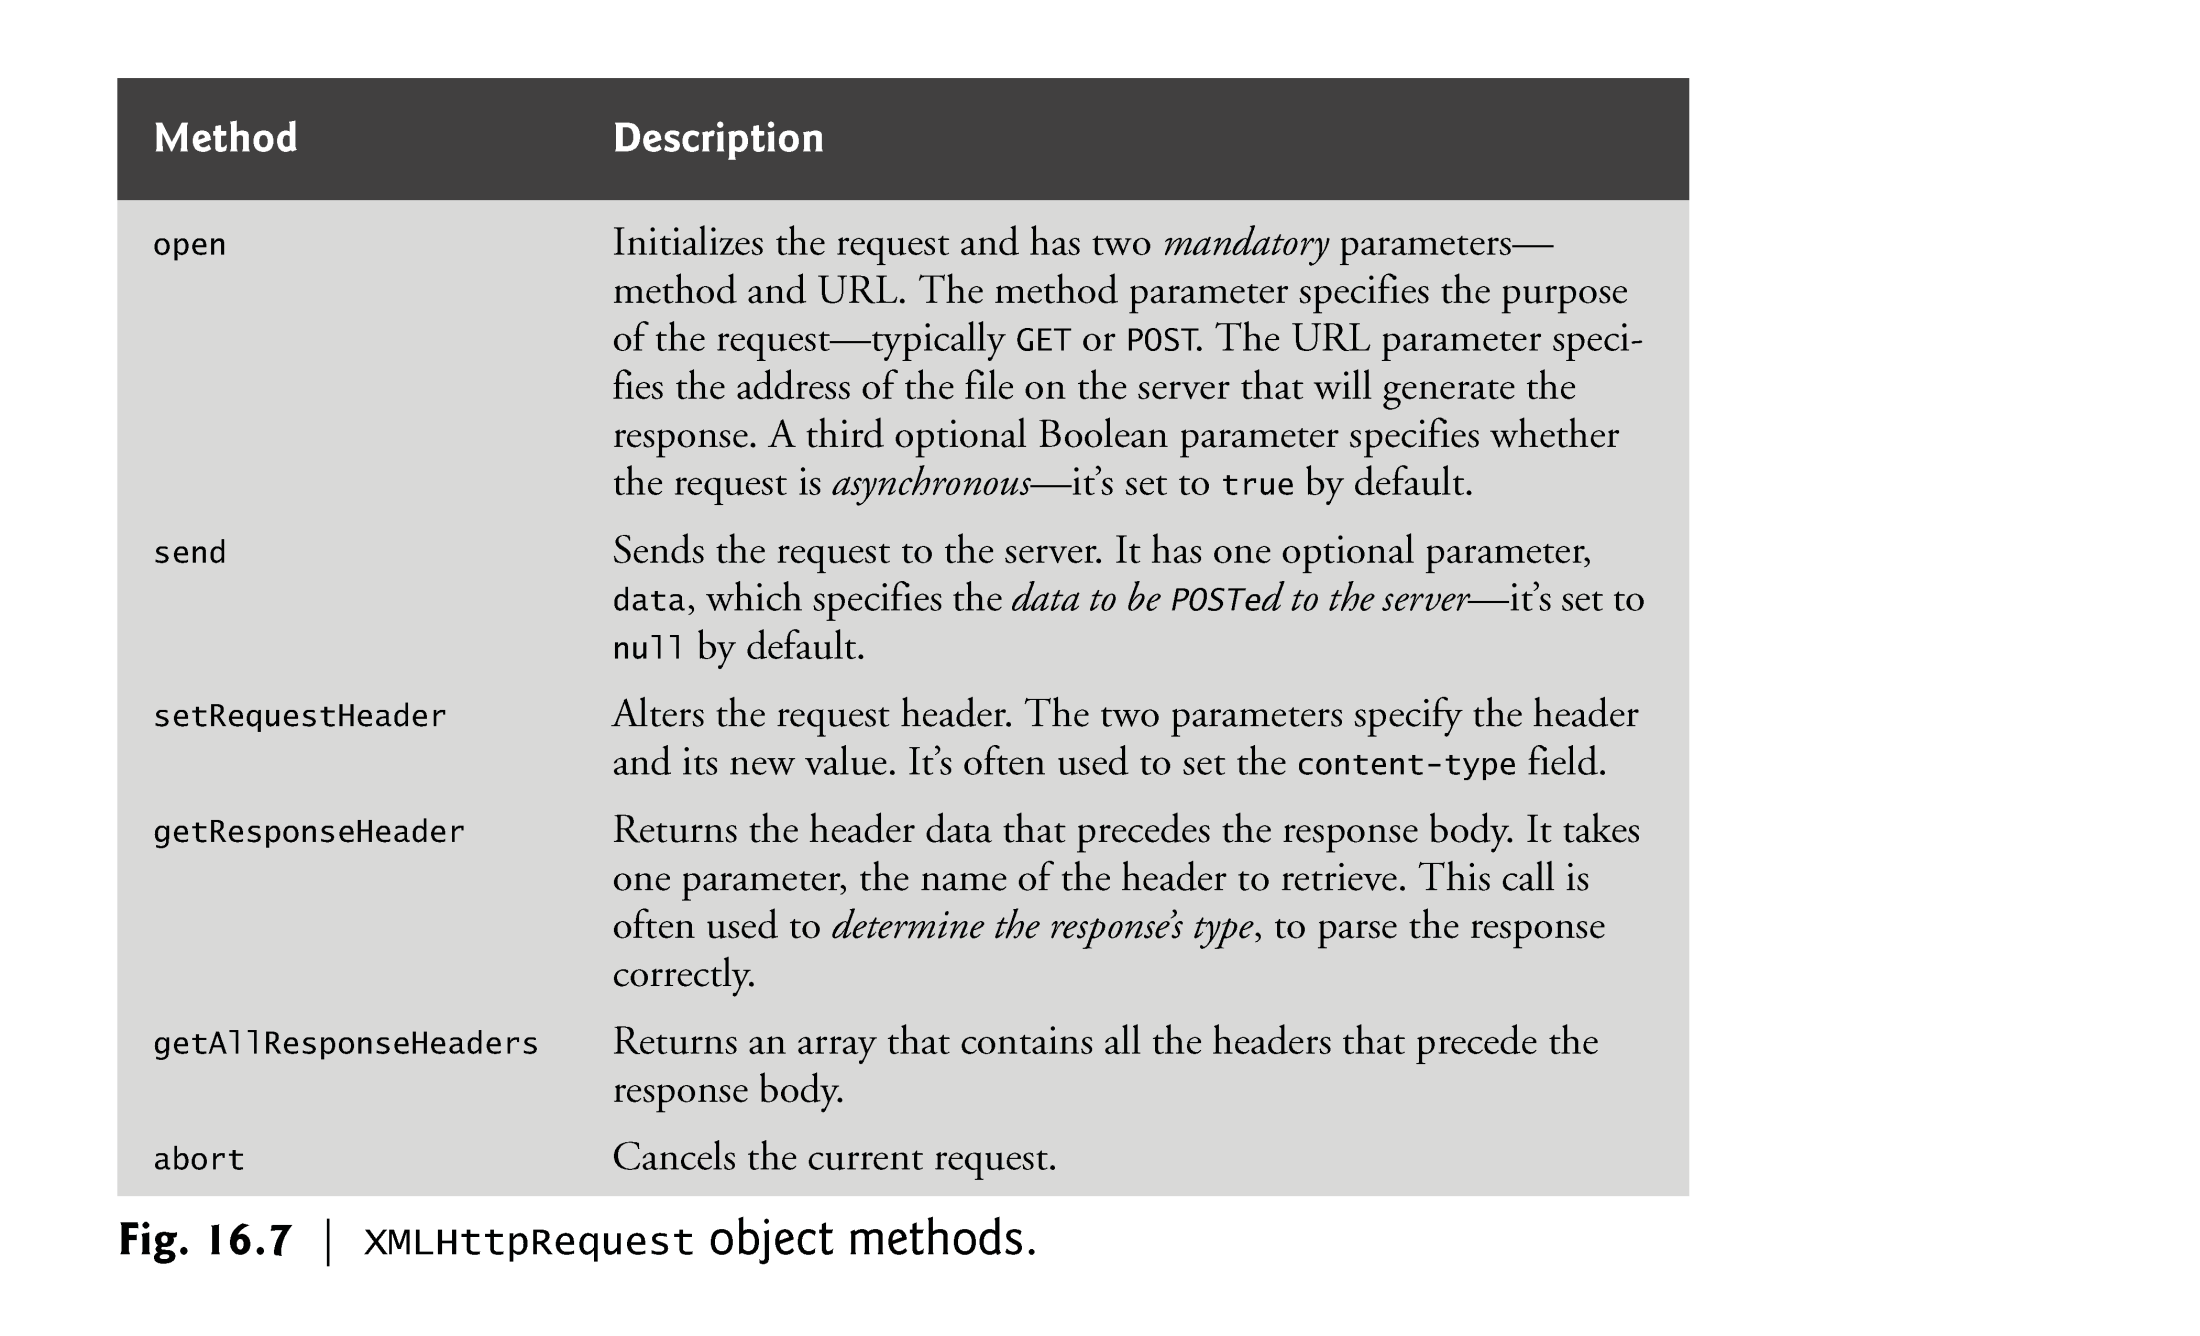 Method Description
open Initializes the request and has two mandatory parameters—
method and URL. The method parameter specifies the purpose
of the request—typically GET or POST. The URL parameter speci-
fies the address of the file on the server that will generate the
response. A third optional Boolean parameter specifies whether
the request is asynchronous—it’s set to true by default.
send Sends the request to the server. It has one optional parameter,
data, which specifies the data to be POSTed to the server—it’s set to
null by default.
setRequestHeader Alters the request header. The two parameters specify the header
and its new value. It’s often used to set the content-type field.
getResponseHeader Returns the header data that precedes the response body. It takes
one parameter, the name of the header to retrieve. This call is
often used to determine the response’s type, to parse the response
correctly.
getAllResponseHeaders Returns an array that contains all the headers that precede the
response body.
abort Cancels the current request.
Fig. 16.7 | XMLHttpRequest object methods.